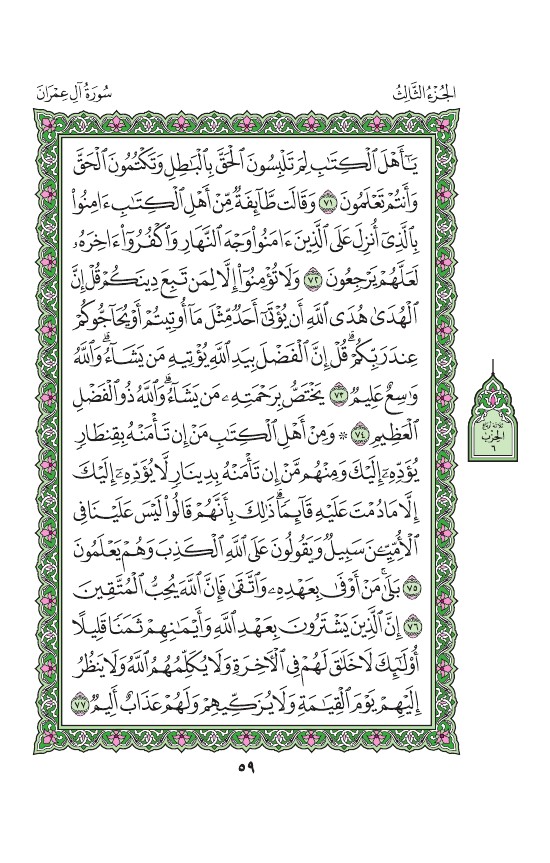 الجُزْءُ الثَّالِثُ
سُورَةُ آلِ عِمْرَانَ
يَـٰٓأَهْلَ ٱلْكِتَـٰبِ لِمَ تَلْبِسُونَ ٱلْحَقَّ بِٱلْبَـٰطِلِ وَتَكْتُمُونَ ٱلْحَقَّ
وَأَنتُمْ تَعْلَمُونَ ٧١ وَقَالَت طَّآئِفَةٌ مِّنْ أَهْلِ ٱلْكِتَـٰبِ ءَامِنُوا۟
بِٱلَّذِىٓ أُنزِلَ عَلَى ٱلَّذِينَ ءَامَنُوا۟ وَجْهَ ٱلنَّهَارِ وَٱكْفُرُوٓا۟ ءَاخِرَهُۥ
لَعَلَّهُمْ يَرْجِعُونَ ٧٢ وَلَا تُؤْمِنُوٓا۟ إِلَّا لِمَن تَبِعَ دِينَكُمْ قُلْ إِنَّ
ٱلْهُدَىٰ هُدَى ٱللَّهِ أَن يُؤْتَىٰٓ أَحَدٌ مِّثْلَ مَآ أُوتِيتُمْ أَوْ يُحَآجُّوكُمْ
عِندَ رَبِّكُمْ ۗ قُلْ إِنَّ ٱلْفَضْلَ بِيَدِ ٱللَّهِ يُؤْتِيهِ مَن يَشَآءُ ۗ وَٱللَّهُ
وَٰسِعٌ عَلِيمٌ ٧٣ يَخْتَصُّ بِرَحْمَتِهِۦ مَن يَشَآءُ ۗ وَٱللَّهُ ذُو ٱلْفَضْلِ
ٱلْعَظِيمِ ٧٤ ۞ وَمِنْ أَهْلِ ٱلْكِتَـٰبِ مَنْ إِن تَأْمَنْهُ بِقِنطَارٍ
يُؤَدِّهِۦٓ إِلَيْكَ وَمِنْهُم مَّنْ إِن تَأْمَنْهُ بِدِينَارٍ لَّا يُؤَدِّهِۦٓ إِلَيْكَ
إِلَّا مَا دُمْتَ عَلَيْهِ قَآئِمًا ۗ ذَٰلِكَ بِأَنَّهُمْ قَالُوا۟ لَيْسَ عَلَيْنَا فِى
ٱلْأُمِّيِّـۧنَ سَبِيلٌ وَيَقُولُونَ عَلَى ٱللَّهِ ٱلْكَذِبَ وَهُمْ يَعْلَمُونَ
٧٥ بَلَىٰ ۚ مَنْ أَوْفَىٰ بِعَهْدِهِۦ وَٱتَّقَىٰ فَإِنَّ ٱللَّهَ يُحِبُّ ٱلْمُتَّقِينَ
٧٦ إِنَّ ٱلَّذِينَ يَشْتَرُونَ بِعَهْدِ ٱللَّهِ وَأَيْمَـٰنِهِمْ ثَمَنًا قَلِيلًا
أُو۟لَـٰٓئِكَ لَا خَلَـٰقَ لَهُمْ فِى ٱلْـَٔاخِرَةِ وَلَا يُكَلِّمُهُمُ ٱللَّهُ وَلَا يَنظُرُ
إِلَيْهِمْ يَوْمَ ٱلْقِيَـٰمَةِ وَلَا يُزَكِّيهِمْ وَلَهُمْ عَذَابٌ أَلِيمٌ ٧٧
ثلاثة أرباع
الحزب
٦
٥٩